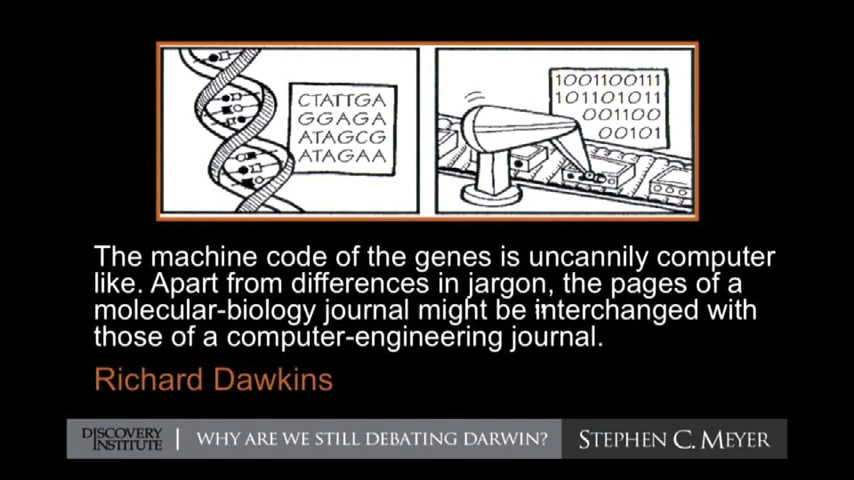 CTATTGA
GGAGA
ATAGCG
ATAGAA
1001100111
101101011
001100
00101
The machine code of the genes is uncannily computer
like. Apart from differences in jargon, the pages of a
molecular-biology journal might be interchanged with
those of a computer-engineering journal.
Richard Dawkins
DISCOVERY
INSTITUTE
WHY ARE WE STILL DEBATING DARWIN?
STEPHEN C. MEYER